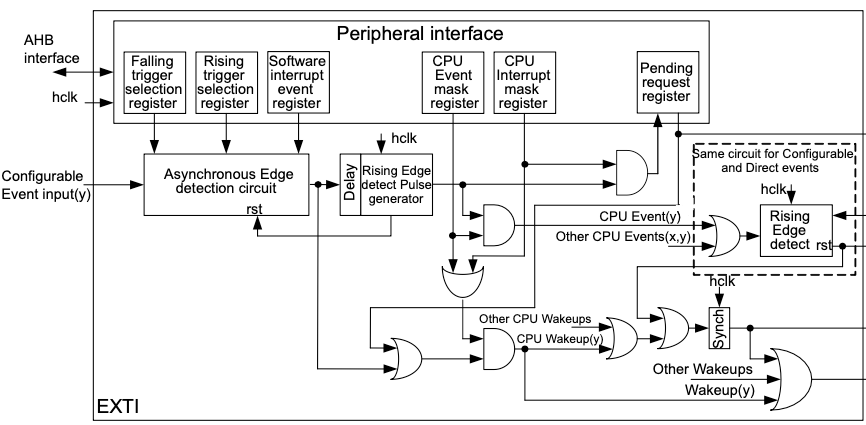 Peripheral interface
AHB
interface
hclk
Falling
trigger
selection
register
Rising
trigger
selection
register
Software
interrupt
event
register
CPU
Event
mask
register
CPU
Interrupt
mask
register
Pending
request
register
Configurable
Event input(y)
Asynchronous Edge
detection circuit
rst
Delay
hclk
Rising Edge
detect Pulse
generator
Same circuit for Configurable
and Direct events
hclk
Rising
Edge
detect
rst
CPU Event(y)
Other CPU Events(x,y)
hclk
Synch
Other CPU Wakeups
CPU Wakeup(y)
Other Wakeups
Wakeup(y)
EXTI